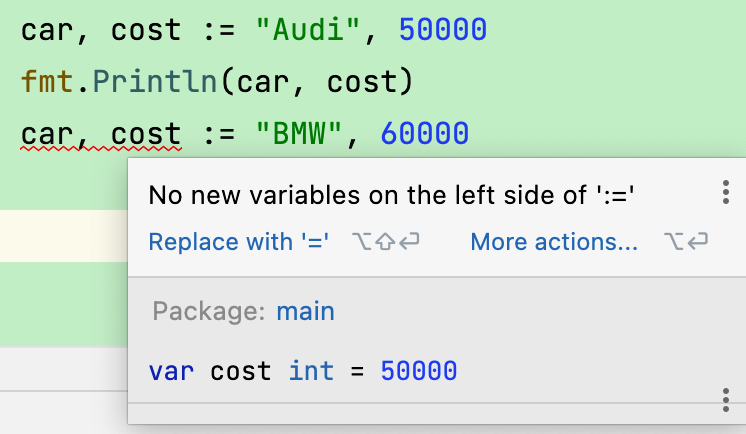 car, cost := "Audi", 50000
fmt.Println(car, cost)
car, cost := "BMW", 60000
No new variables on the left side of ':='
Replace with '=' ⌥⇧⏎ More actions... ⌥⏎
Package: main
var cost int = 50000